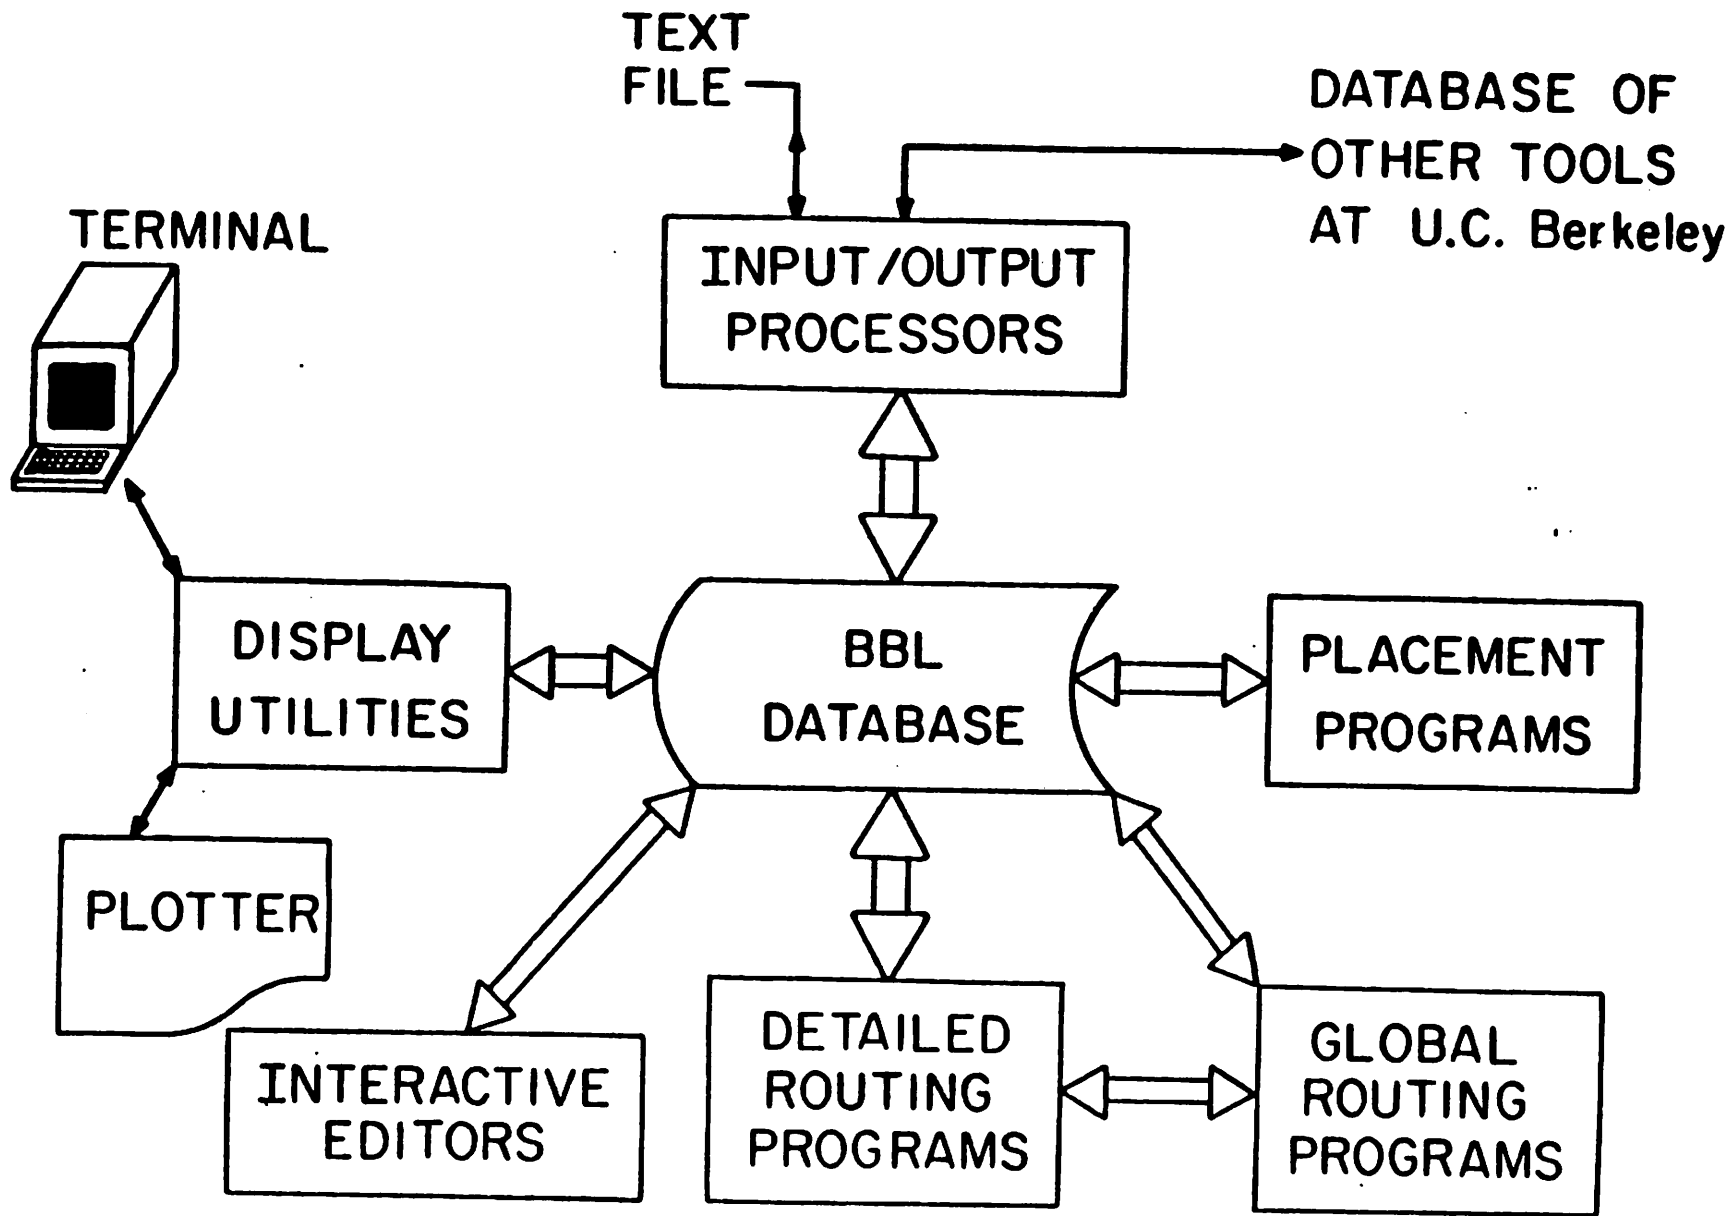 TEXT
FILE
DATABASE OF
OTHER TOOLS
AT U.C. Berkeley
TERMINAL
INPUT/OUTPUT
PROCESSORS
DISPLAY
UTILITIES
BBL
DATABASE
PLACEMENT
PROGRAMS
PLOTTER
INTERACTIVE
EDITORS
DETAILED
ROUTING
PROGRAMS
GLOBAL
ROUTING
PROGRAMS